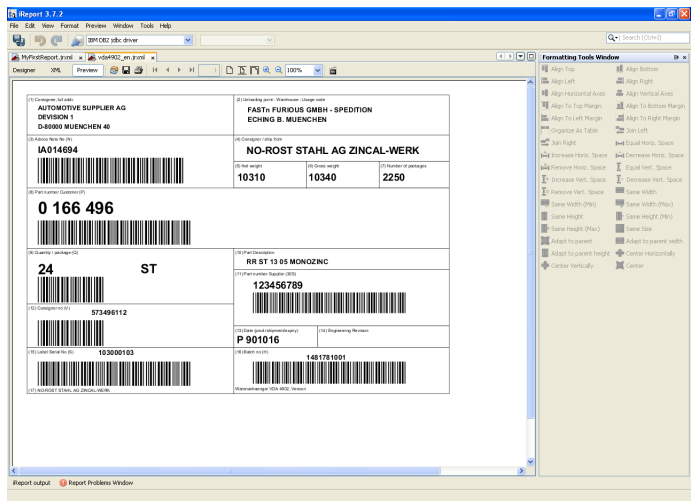 iReport 3.7.2
File Edit View Format Preview Window Tools Help
IBM DB2 jdbc driver
Search (Ctrl+I)
MyFirstReport.jrxml x vda4902_en.jrxml x
Formatting Tools Window
Designer XML Preview 1 100%
Align Top Align Bottom
Align Left Align Right
Align Horizontal Axes Align Vertical Axes
Align To Top Margin Align To Bottom Margin
Align To Left Margin Align To Right Margin
Organize As Table Join Left
Join Right Equal Horiz. Space
Increase Horiz. Space Decrease Horiz. Space
Remove Horiz. Space Equal Vert. Space
Increase Vert. Space Decrease Vert. Space
Remove Vert. Space Same Width
Same Width (Min) Same Width (Max)
Same Height Same Height (Min)
Same Height (Max) Same Size
Adapt to parent Adapt to parent width
Adapt to parent height Center Horizontally
Center Vertically Center
(1) Consignee, full addr.
AUTOMOTIVE SUPPLIER AG
DEVISION 1
D-80000 MUENCHEN 40
(2) Unloading point - Warehouse - Usage code
FASTn FURIOUS GMBH - SPEDITION
ECHING B. MUENCHEN
(3) Advice Note No (N)
IA014694
(4) Consignor / ship from
NO-ROST STAHL AG ZINCAL-WERK
(5) Net weight
10310
(6) Gross weight
10340
(7) Number of packages
2250
(8) Part number Customer (P)
0 166 496
(9) Quantity / package (Q)
24 ST
(10) Part Description
RR ST 13 05 MONOZINC
(11) Part number Supplier (30S)
123456789
(12) Consignor no (V)
573496112
(13) Date (prod./shipment/expiry)
P 901016
(14) Engineering Revision
(15) Label Serial No (S)
103000103
(16) Batch no (H)
1481781001
(17) NO-ROST STAHL AG ZINCAL-WERK
Warenanhaenger VDA 4902, Version
iReport output Report Problems Window